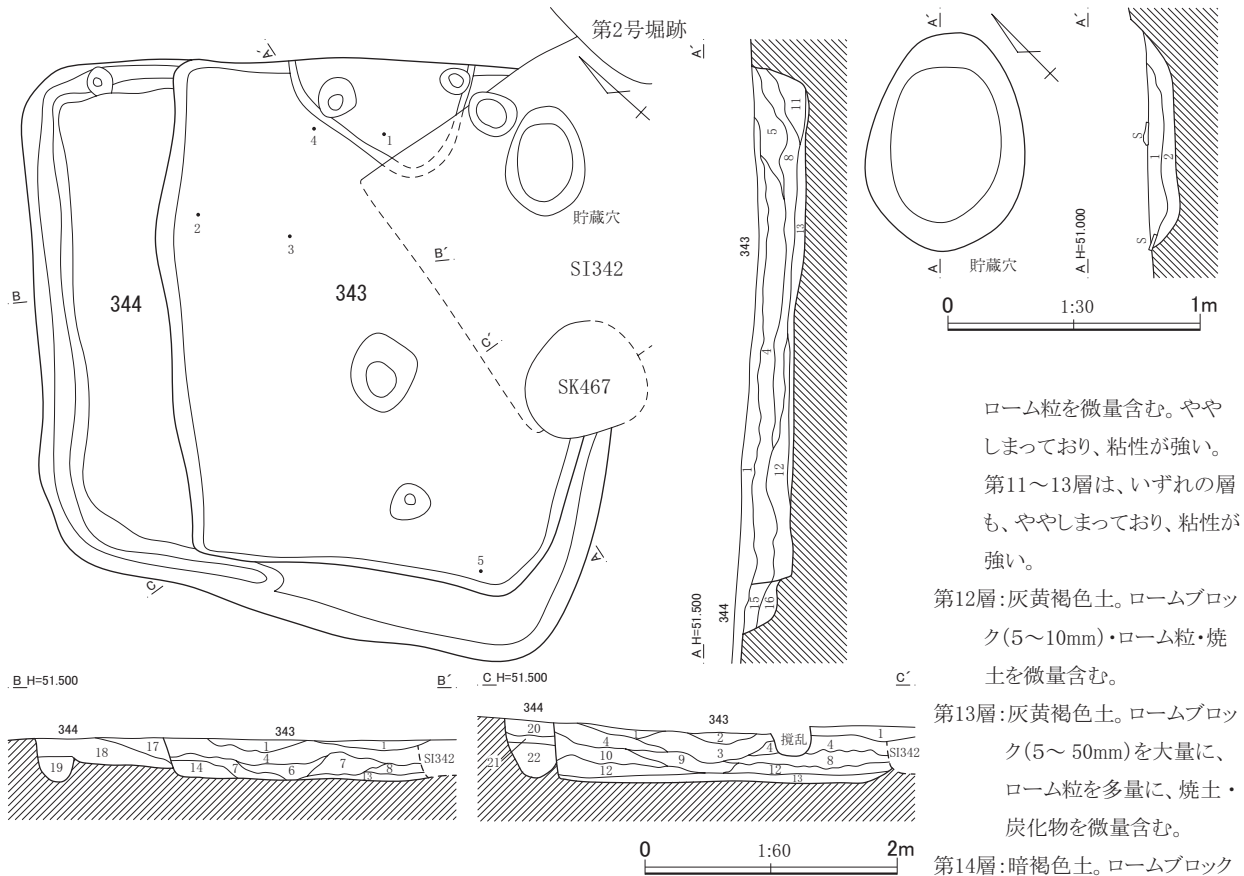 第2号堀跡
A´
4
1
2
3
貯蔵穴
B´
SI342
344
343
B
C´
SK467
5
A
C
A´
11
5
8
343
13
4
1
12
15
16
344
A H=51.500
A´
A´
S
1
2
S
A
貯蔵穴
A H=51.000
0 1:30 1m
B H=51.500
B´
344
343
17
1
1
18
4
7
SI342
19
14
7
6
8
13
C H=51.500
C´
344
343
20
1
2
撹乱
1
4
4
4
3
SI342
21
22
10
9
8
12
12
13
0 1:60 2m
ローム粒を微量含む。やや
しまっており、粘性が強い。
第11～13層は、いずれの層
も、ややしまっており、粘性が
強い。
第12層：灰黄褐色土。ロームブロッ
ク(5～10mm)・ローム粒・焼
土を微量含む。
第13層：灰黄褐色土。ロームブロッ
ク(5～ 50mm)を大量に、
ローム粒を多量に、焼土・
炭化物を微量含む。
第14層：暗褐色土。ロームブロック